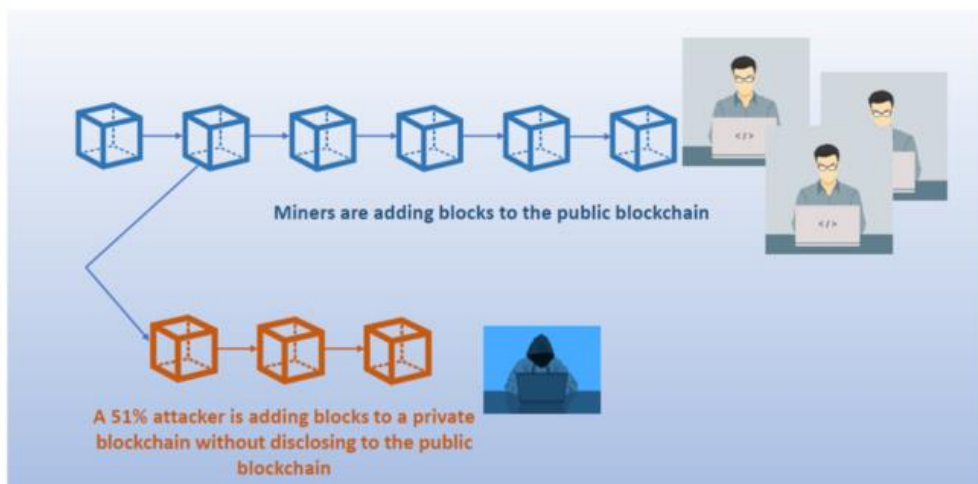 </>
</>
</>
Miners are adding blocks to the public blockchain
A 51% attacker is adding blocks to a private
blockchain without disclosing to the public
blockchain